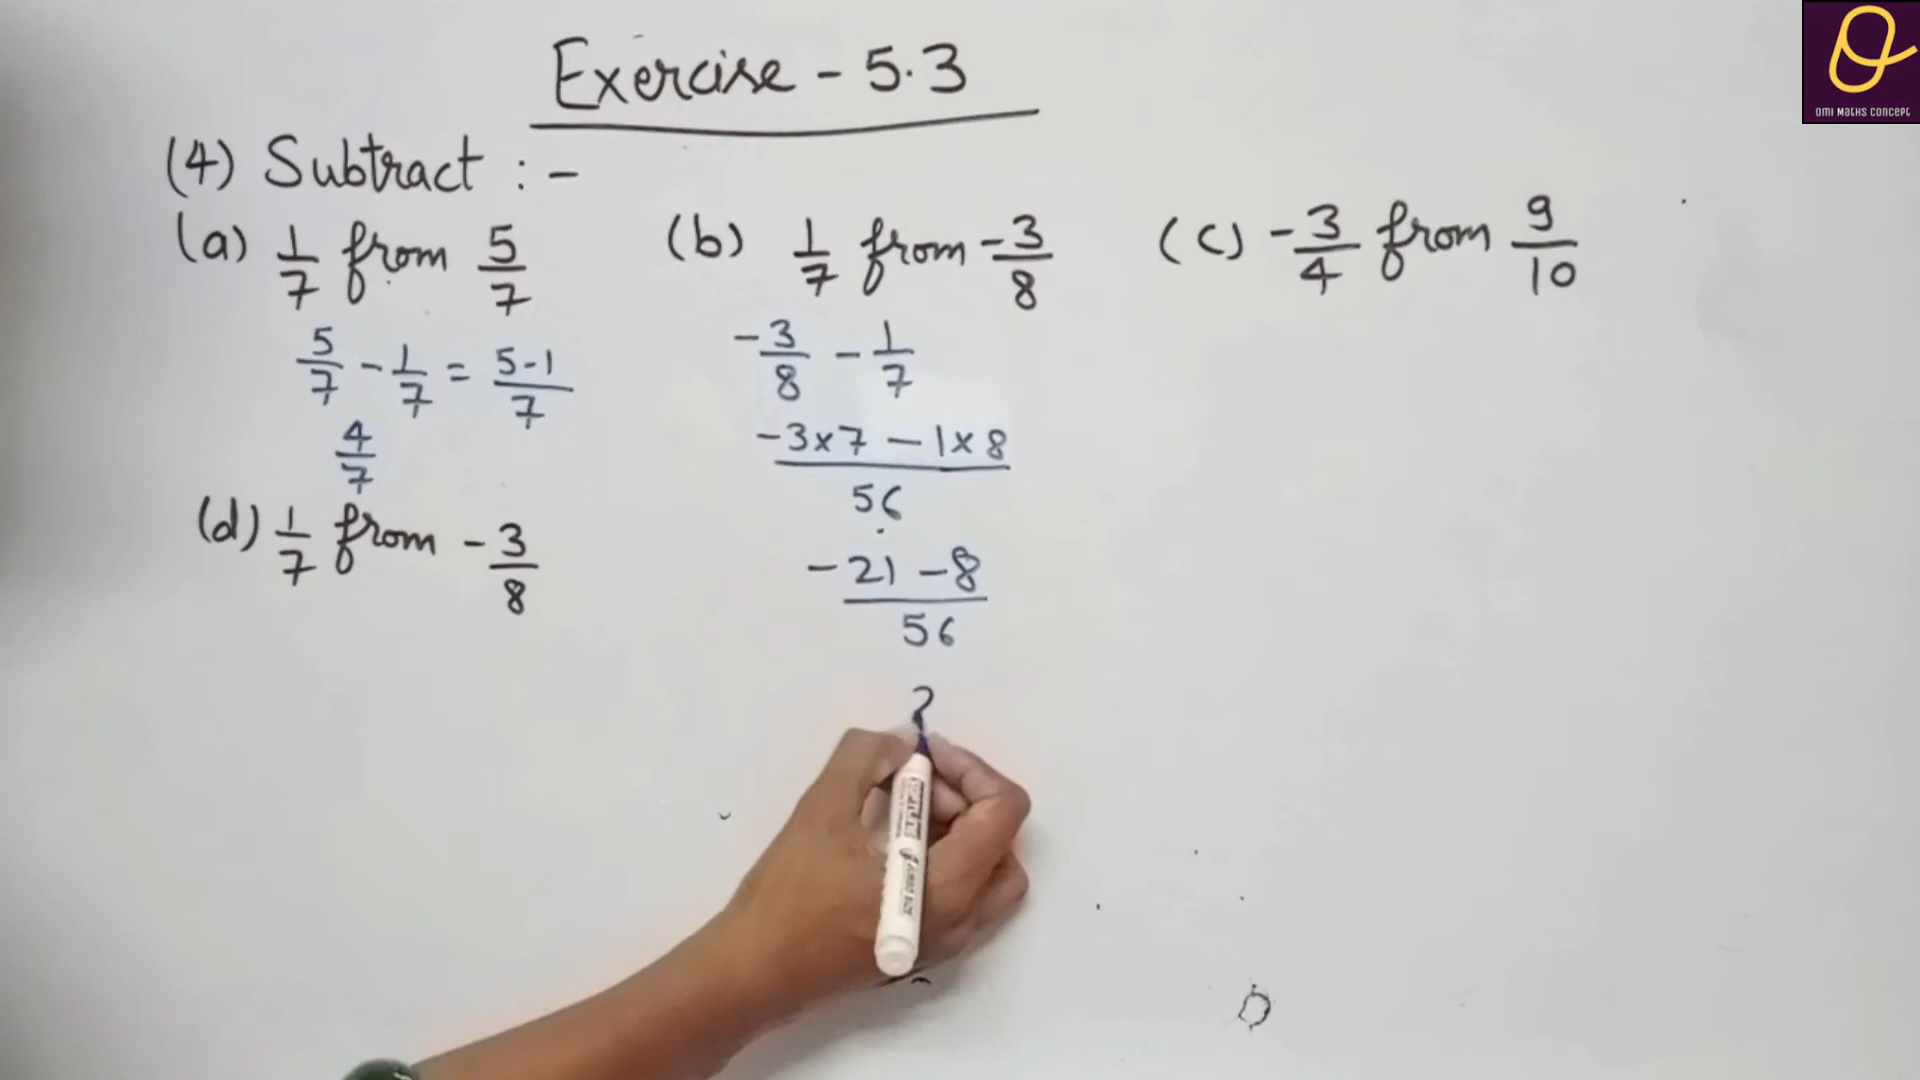 Exercise - 5.3
(4) Subtract : -
(a) 1/7 from 5/7
(b) 1/7 from -3/8
(c) -3/4 from 9/10
5/7 - 1/7 = 5-1/7
4/7
-3/8 - 1/7
-3x7 - 1x8/56
-21 - 8/56
2
(d) 1/7 from -3/8
OMI MATHS CONCEPT